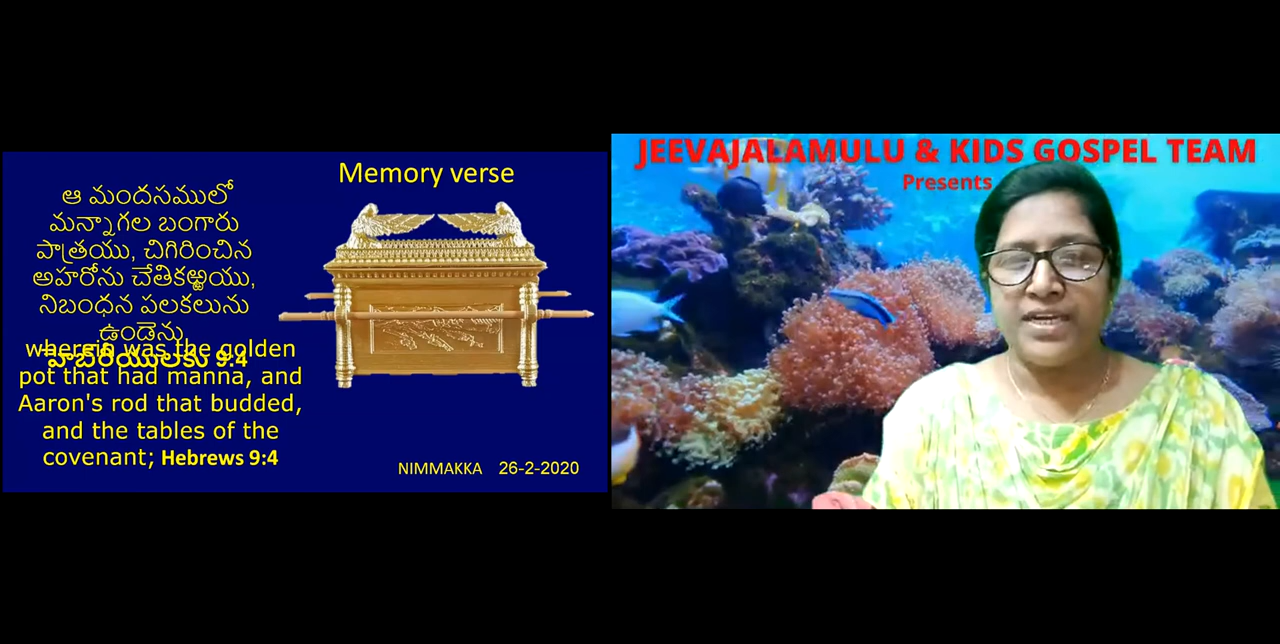 Memory verse
ఆ మందసములో
మన్నాగల బంగారు
పాత్రయు, చిగిరించిన
అహరోను చేతికఱ్ఱయు,
నిబంధన పలకలును
ఉండెను.
హెబ్రీయులకు 9:4
wherein was the golden
pot that had manna, and
Aaron's rod that budded,
and the tables of the
covenant; Hebrews 9:4
NIMMAKKA 26-2-2020
JEEVAJALAMULU & KIDS GOSPEL TEAM
Presents